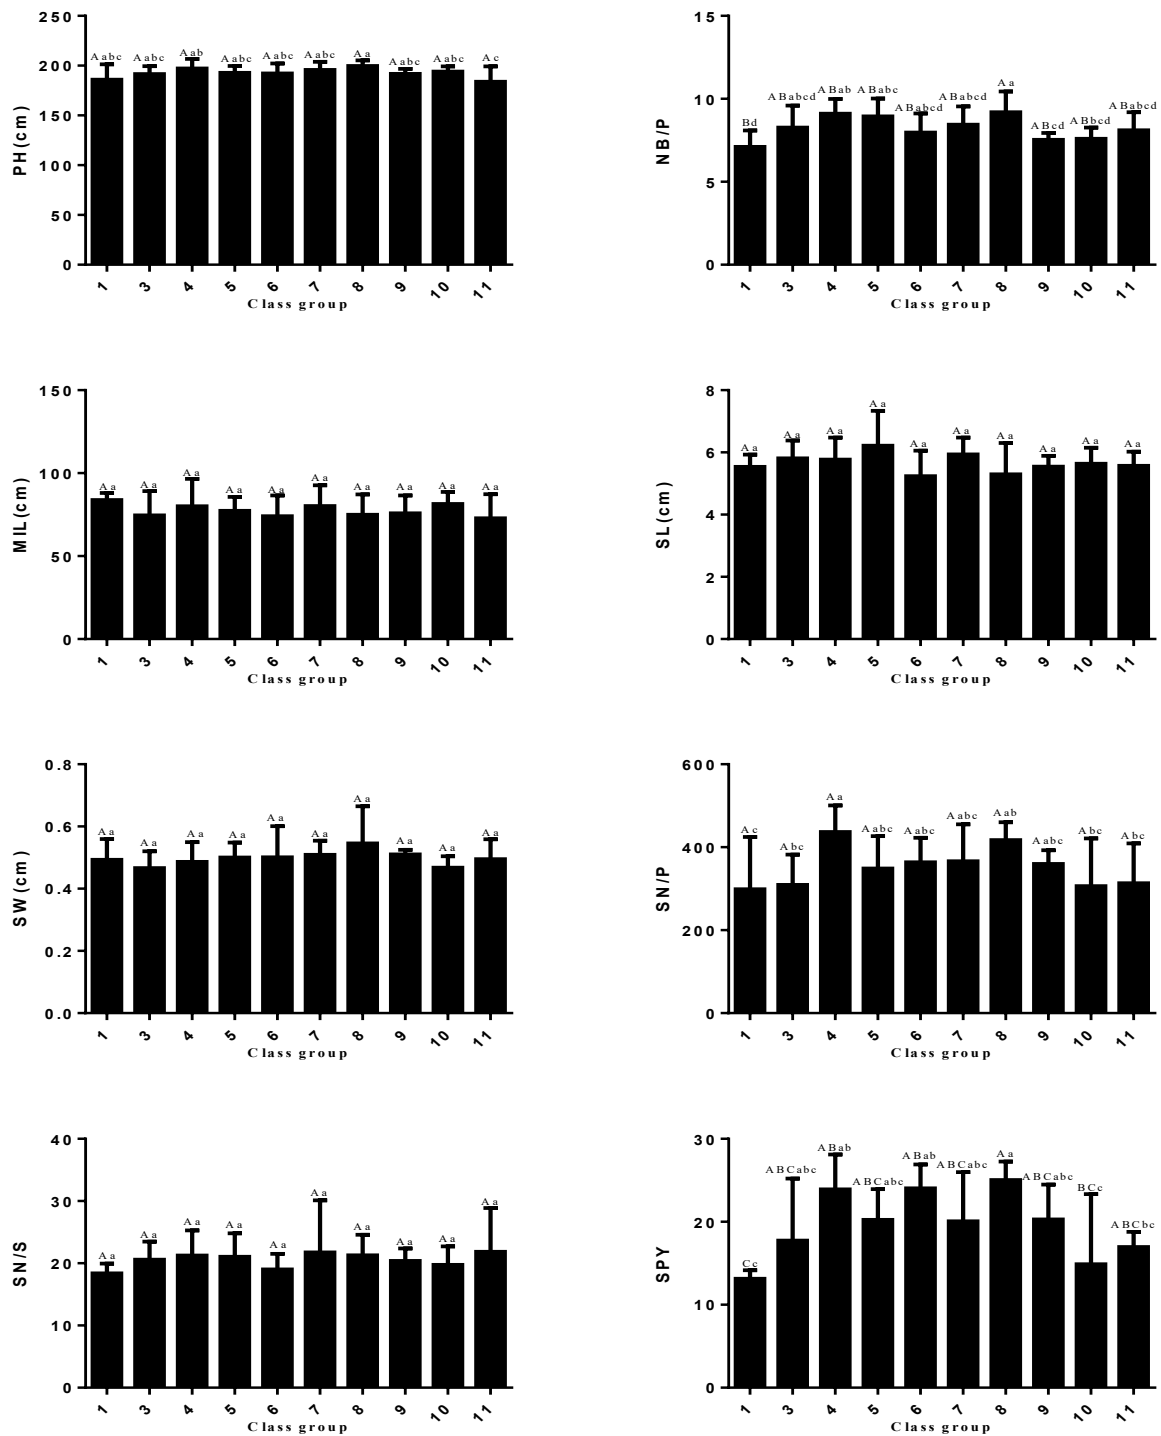 PH(cm)
250
200
150
100
50
0
Aabc Aabc Aab Aabc Aabc Aabc Aa Aabc Aabc Ac
1 3 4 5 6 7 8 9 10 11
Class group
NB/P
15
10
5
0
Bd ABabcd ABab ABabc ABabcd ABabcd Aa ABcd ABbcd ABabcd
1 3 4 5 6 7 8 9 10 11
Class group
MIL(cm)
150
100
50
0
Aa Aa Aa Aa Aa Aa Aa Aa Aa Aa
1 3 4 5 6 7 8 9 10 11
Class group
SL(cm)
8
6
4
2
0
Aa Aa Aa Aa Aa Aa Aa Aa Aa Aa
1 3 4 5 6 7 8 9 10 11
Class group
SW(cm)
0.8
0.6
0.4
0.2
0.0
Aa Aa Aa Aa Aa Aa Aa Aa Aa Aa
1 3 4 5 6 7 8 9 10 11
Class group
SN/P
600
400
200
0
Ac Abc Aa Aabc Aabc Aabc Aab Aabc Abc Abc
1 3 4 5 6 7 8 9 10 11
Class group
SN/S
40
30
20
10
0
Aa Aa Aa Aa Aa Aa Aa Aa Aa Aa
1 3 4 5 6 7 8 9 10 11
Class group
SPY
30
20
10
0
Cc ABCabc ABab ABCabc ABab ABCabc Aa ABCabc BCc ABCbc
1 3 4 5 6 7 8 9 10 11
Class group